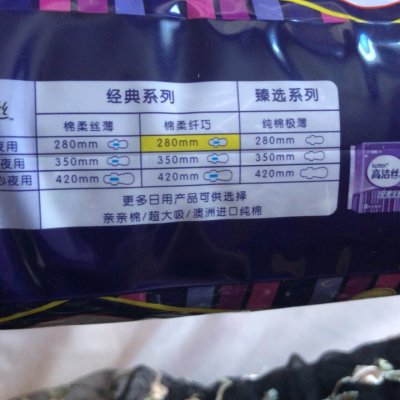 丝
经典系列 臻选系列
棉柔丝薄 棉柔纤巧 纯棉极薄
夜用 280mm 280mm 280mm
夜用 350mm 350mm 350mm
夜用 420mm 420mm 420mm
更多日用产品可供选择
亲亲棉/超大吸/澳洲进口纯棉
kotex
高洁丝